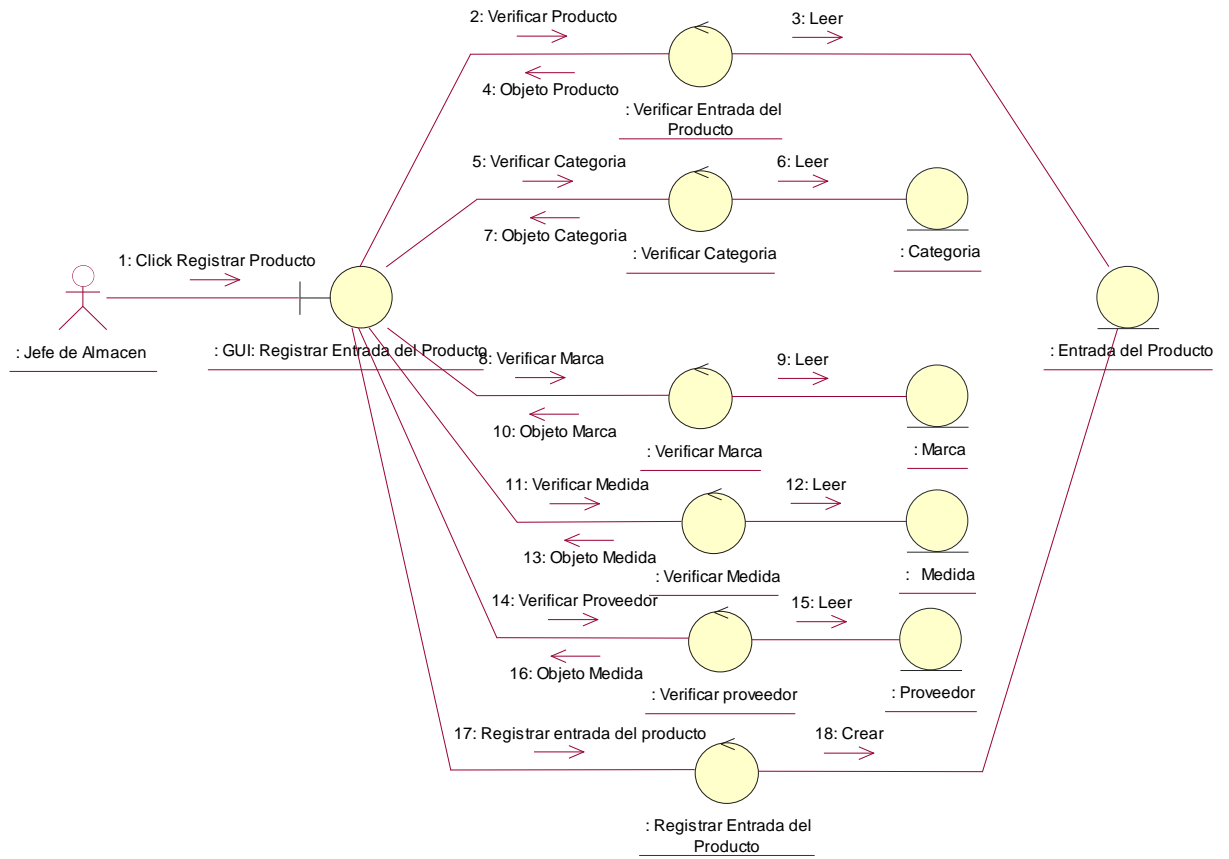 2: Verificar Producto
3: Leer
4: Objeto Producto
: Verificar Entrada del
Producto
5: Verificar Categoria
6: Leer
7: Objeto Categoria
: Verificar Categoria
: Categoria
1: Click Registrar Producto
: Jefe de Almacen
: GUI: Registrar Entrada del Producto
: Entrada del Producto
8: Verificar Marca
9: Leer
10: Objeto Marca
: Verificar Marca
: Marca
11: Verificar Medida
12: Leer
13: Objeto Medida
: Verificar Medida
: Medida
14: Verificar Proveedor
15: Leer
16: Objeto Medida
: Verificar proveedor
: Proveedor
17: Registrar entrada del producto
18: Crear
: Registrar Entrada del
Producto